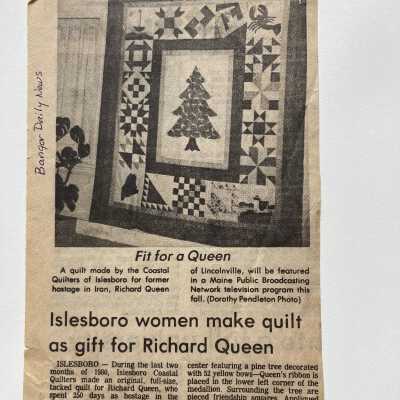 Bangor Daily News
Fit for a Queen
A quilt made by the Coastal
Quilters of Islesboro for former
hostage in Iran, Richard Queen
of Lincolnville, will be featured
in a Maine Public Broadcasting
Network television program this
fall. (Dorothy Pendleton Photo)
Islesboro women make quilt
as gift for Richard Queen
ISLESBORO — During the last two
months of 1980, Islesboro Coastal
Quilters made an original, full-size,
tacked quilt for Richard Queen, who
spent 250 days as hostage in the
center featuring a pine tree decorated
with 52 yellow bows—Queen's ribbon is
placed in the lower left corner of the
medallion. Surrounding the tree are
pieced friendship squares. Appliqued